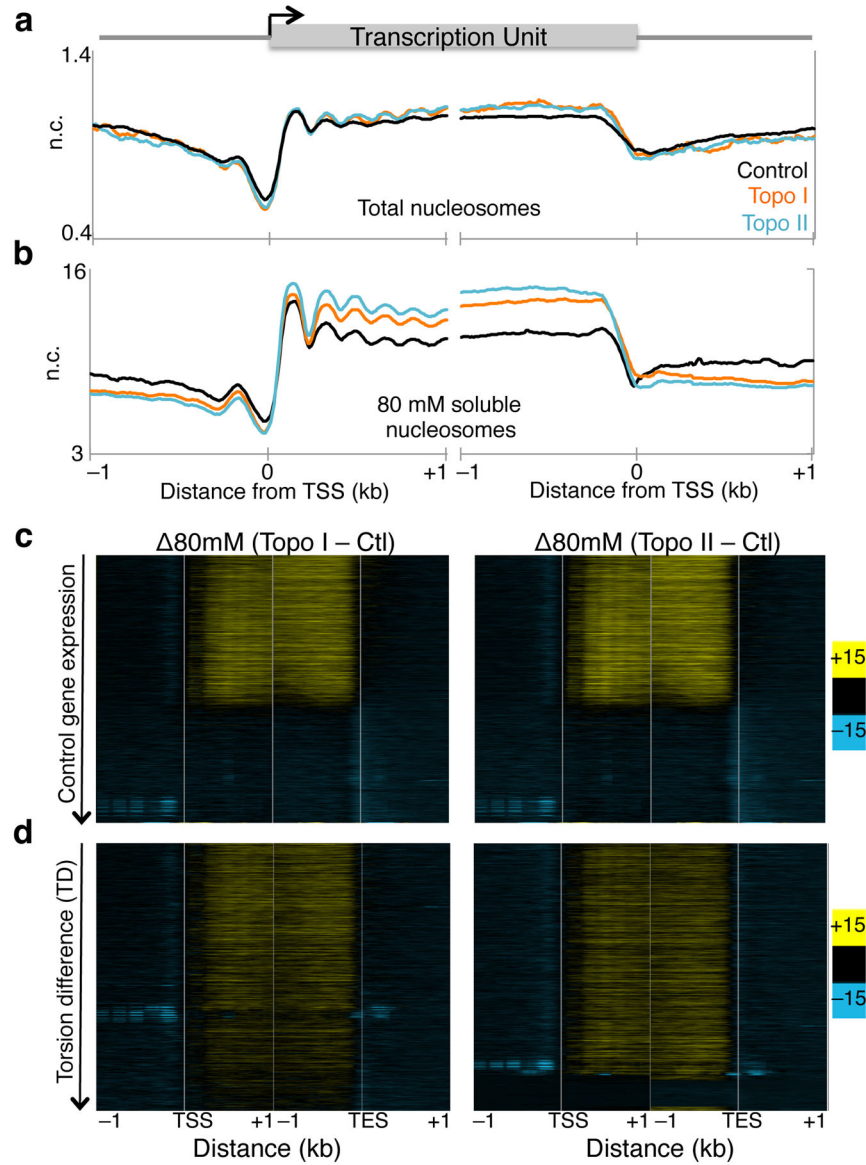 a
Transcription Unit
1.4
n.c.
0.4
Control
Topo I
Topo II
Total nucleosomes
b
16
n.c.
3
80 mM soluble
nucleosomes
−1 0 +1 −1 0 +1
Distance from TSS (kb) Distance from TSS (kb)
c
Δ80mM (Topo I – Ctl) Δ80mM (Topo II – Ctl)
Control gene expression
+15
−15
d
Torsion difference (TD)
+15
−15
−1 TSS +1 −1 TES +1 −1 TSS +1 −1 TES +1
Distance (kb) Distance (kb)